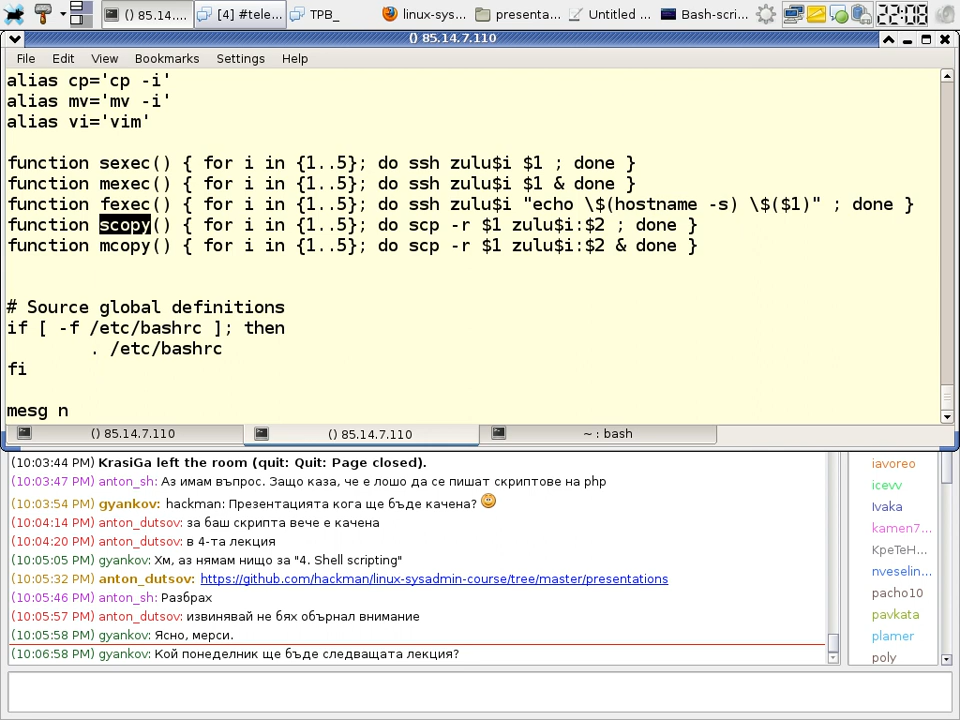 () 85.14....
[4] #tele...
TPB_
linux-sys...
presenta...
Untitled ...
Bash-scri...
22:08
() 85.14.7.110
File Edit View Bookmarks Settings Help
alias cp='cp -i'
alias mv='mv -i'
alias vi='vim'
function sexec() { for i in {1..5}; do ssh zulu$i $1 ; done }
function mexec() { for i in {1..5}; do ssh zulu$i $1 & done }
function fexec() { for i in {1..5}; do ssh zulu$i "echo \$(hostname -s) \$($1)" ; done }
function scopy() { for i in {1..5}; do scp -r $1 zulu$i:$2 ; done }
function mcopy() { for i in {1..5}; do scp -r $1 zulu$i:$2 & done }
# Source global definitions
if [ -f /etc/bashrc ]; then
. /etc/bashrc
fi
mesg n
() 85.14.7.110
() 85.14.7.110
~ : bash
(10:03:44 PM) KrasiGa left the room (quit: Quit: Page closed).
(10:03:47 PM) anton_sh: Аз имам въпрос. Защо каза, че е лошо да се пишат скриптове на php
(10:03:54 PM) gyankov: hackman: Презентацията кога ще бъде качена?
(10:04:14 PM) anton_dutsov: за баш скрипта вече е качена
(10:04:20 PM) anton_dutsov: в 4-та лекция
(10:05:05 PM) gyankov: Хм, аз нямам нищо за "4. Shell scripting"
(10:05:32 PM) anton_dutsov: https://github.com/hackman/linux-sysadmin-course/tree/master/presentations
(10:05:46 PM) anton_sh: Разбрах
(10:05:57 PM) anton_dutsov: извинявай не бях обърнал внимание
(10:05:58 PM) gyankov: Ясно, мерси.
(10:06:58 PM) gyankov: Кой понеделник ще бъде следващата лекция?
iavoreo
icevv
Ivaka
kamen7...
KpeTeH...
nveselin...
pacho10
pavkata
plamer
poly